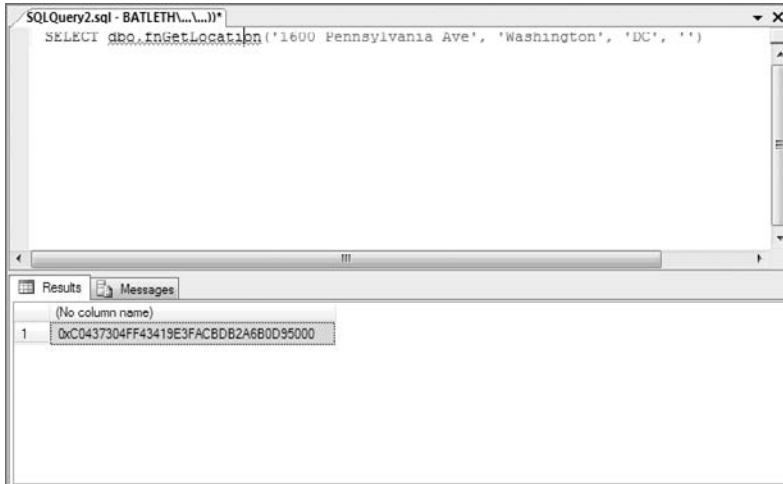 SQLQuery2.sql - BATLETH\...\...))*
SELECT dbo.fnGetLocation('1600 Pennsylvania Ave', 'Washington', 'DC', '')
Results Messages
(No column name)
1 0xC0437304FF43419E3FACBDB2A6B0D95000